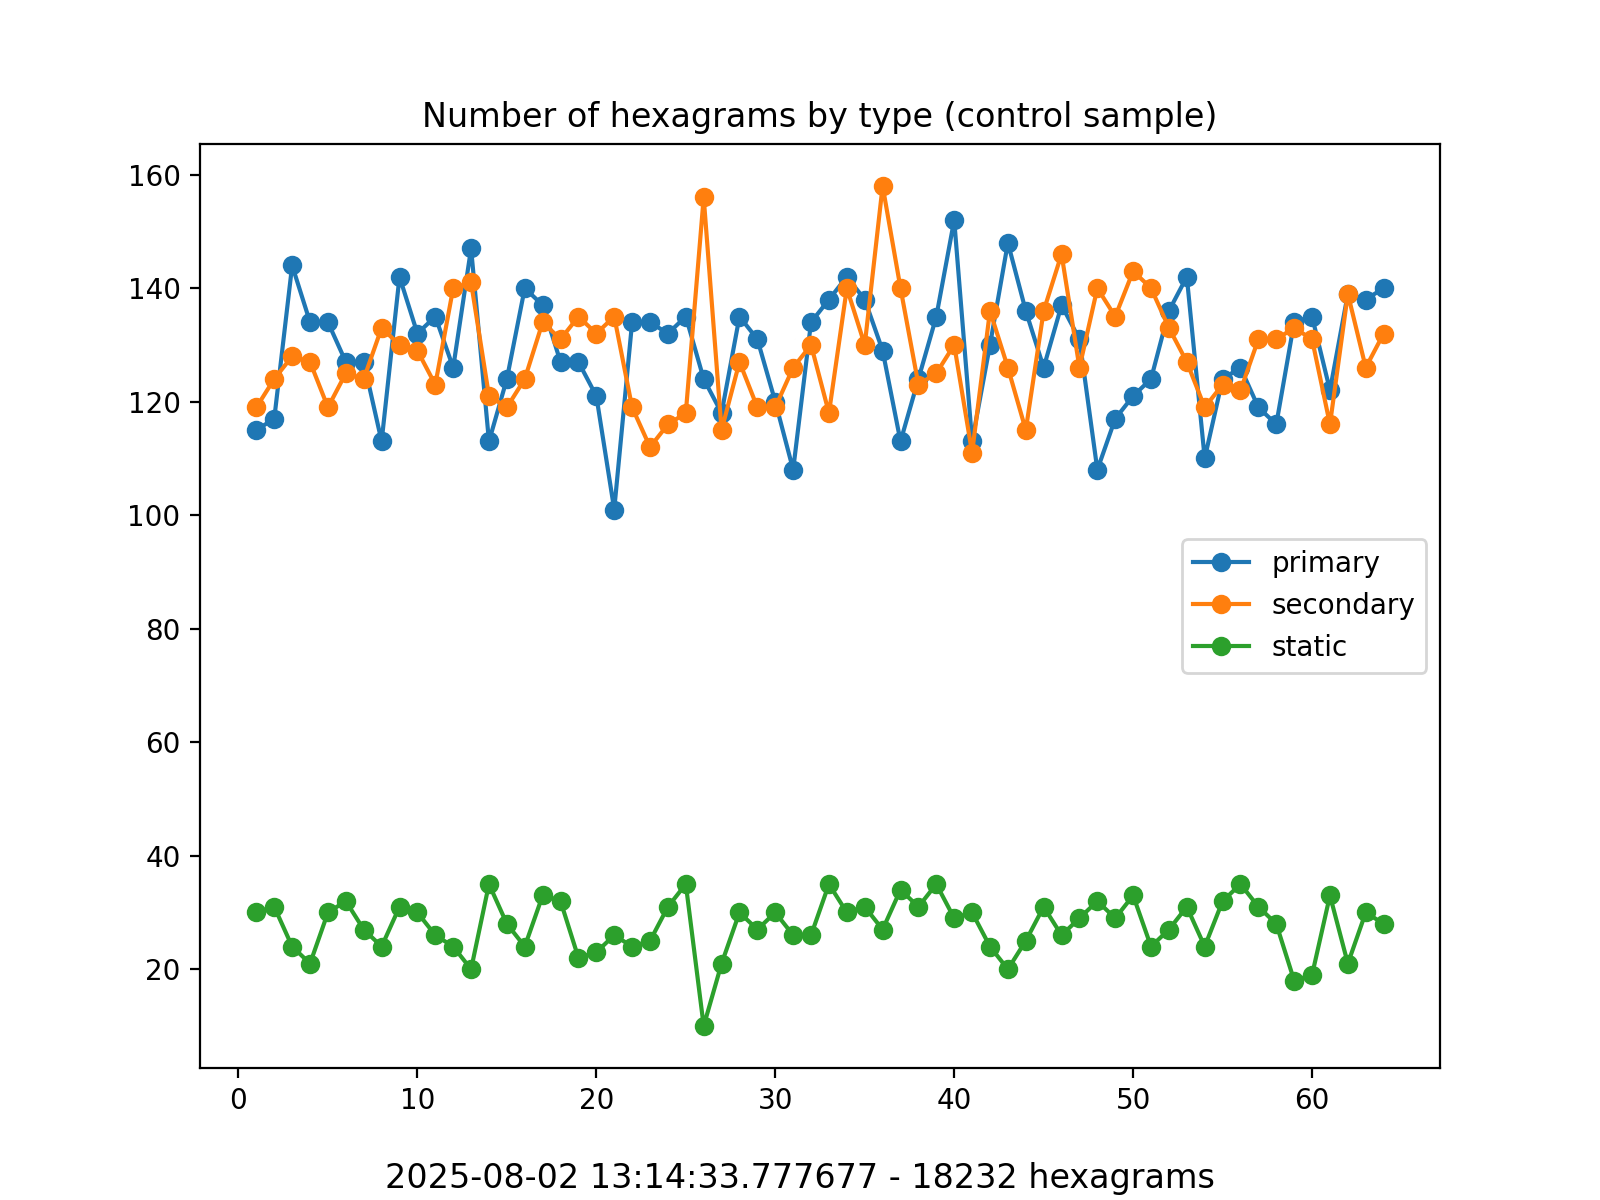 Number of hexagrams by type (control sample)
160
140
120
100
80
60
40
20
primary
secondary
static
0 10 20 30 40 50 60
2025-08-02 13:14:33.777677 - 18232 hexagrams